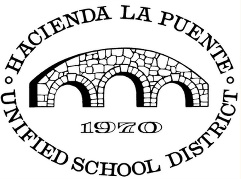 HACIENDA LA PUENTE
1970
UNIFIED SCHOOL DISTRICT